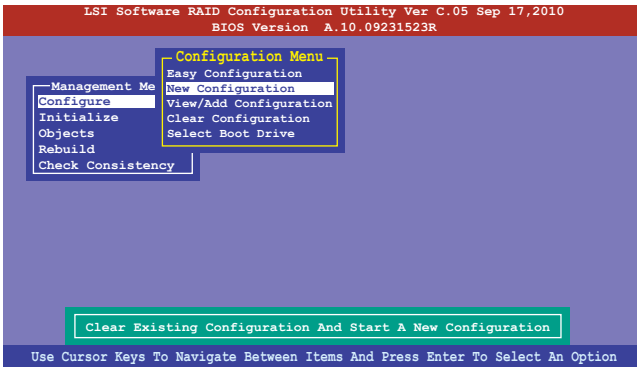 LSI Software RAID Configuration Utility Ver C.05 Sep 17,2010
BIOS Version A.10.09231523R
Configuration Menu
Easy Configuration
New Configuration
View/Add Configuration
Clear Configuration
Select Boot Drive
Management Me
Configure
Initialize
Objects
Rebuild
Check Consistency
Clear Existing Configuration And Start A New Configuration
Use Cursor Keys To Navigate Between Items And Press Enter To Select An Option